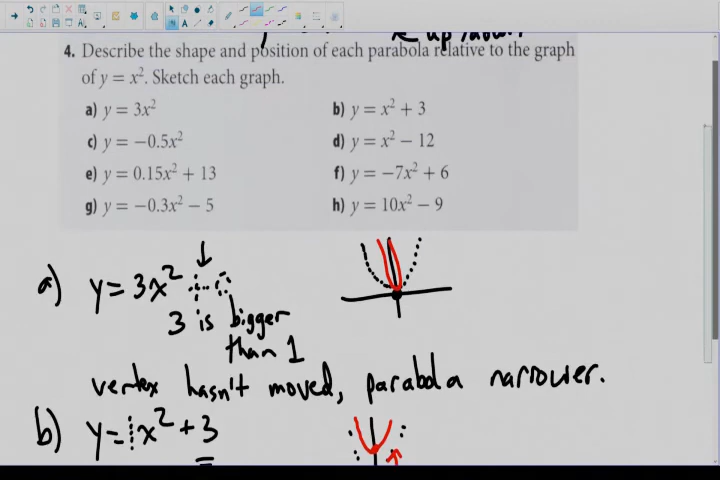 up/down
4. Describe the shape and position of each parabola relative to the graph
of y = x². Sketch each graph.
a) y = 3x² b) y = x² + 3
c) y = −0.5x² d) y = x² − 12
e) y = 0.15x² + 13 f) y = −7x² + 6
g) y = −0.3x² − 5 h) y = 10x² − 9
a) y = 3x²
3 is bigger
than 1
vertex hasn't moved, parabola narrower.
b) y = x² + 3